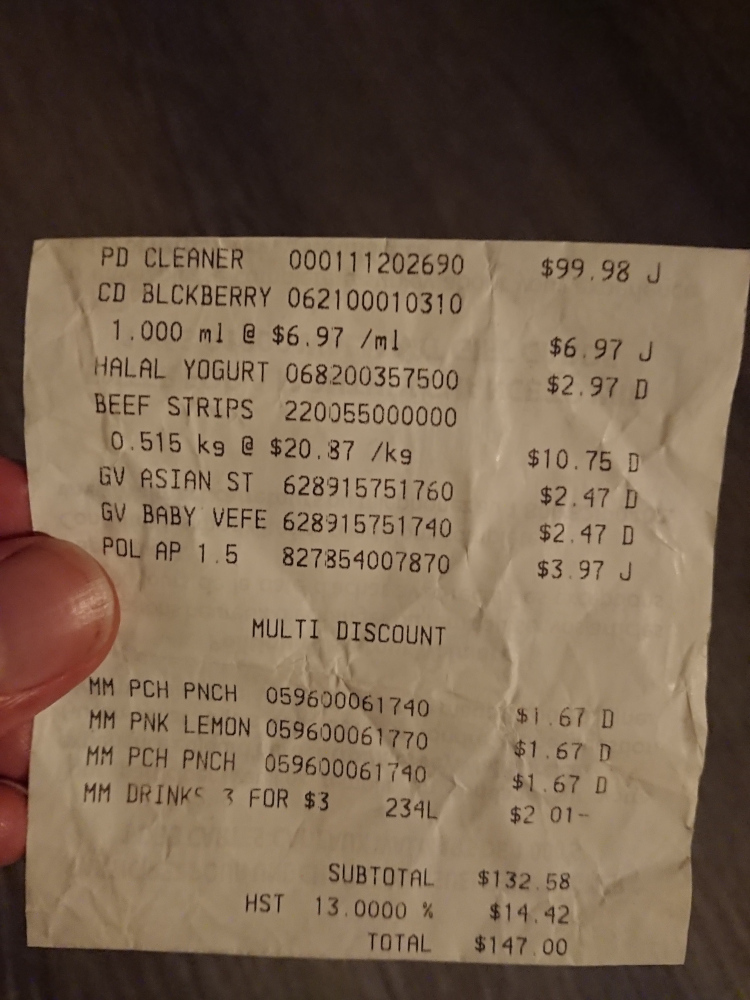 PD CLEANER 000111202690 $99.98 J
CD BLCKBERRY 062100010310
1.000 ml @ $6.97 /ml $6.97 J
HALAL YOGURT 068200357500 $2.97 D
BEEF STRIPS 220055000000
0.515 kg @ $20.87 /kg $10.75 D
GV ASIAN ST 628915751760 $2.47 D
GV BABY VEFE 628915751740 $2.47 D
POL AP 1.5 827854007870 $3.97 J
MULTI DISCOUNT
MM PCH PNCH 059600061740 $1.67 D
MM PNK LEMON 059600061770 $1.67 D
MM PCH PNCH 059600061740 $1.67 D
MM DRINKS 3 FOR $3 234L $2 01-
SUBTOTAL $132.58
HST 13.0000 % $14.42
TOTAL $147.00